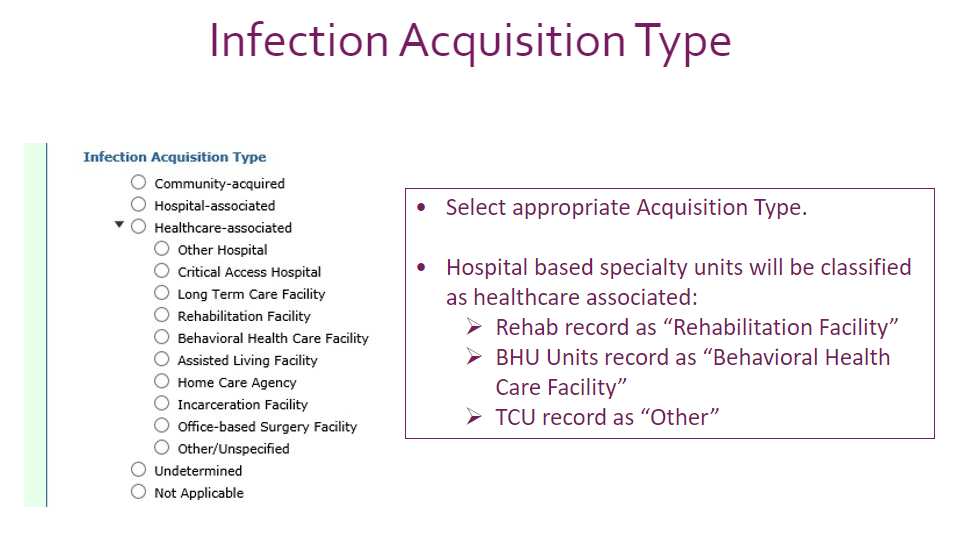 Infection Acquisition Type
Infection Acquisition Type
Community-acquired
Hospital-associated
Healthcare-associated
Other Hospital
Critical Access Hospital
Long Term Care Facility
Rehabilitation Facility
Behavioral Health Care Facility
Assisted Living Facility
Home Care Agency
Incarceration Facility
Office-based Surgery Facility
Other/Unspecified
Undetermined
Not Applicable
• Select appropriate Acquisition Type.
• Hospital based specialty units will be classified
as healthcare associated:
➢ Rehab record as “Rehabilitation Facility”
➢ BHU Units record as “Behavioral Health
Care Facility”
➢ TCU record as “Other”